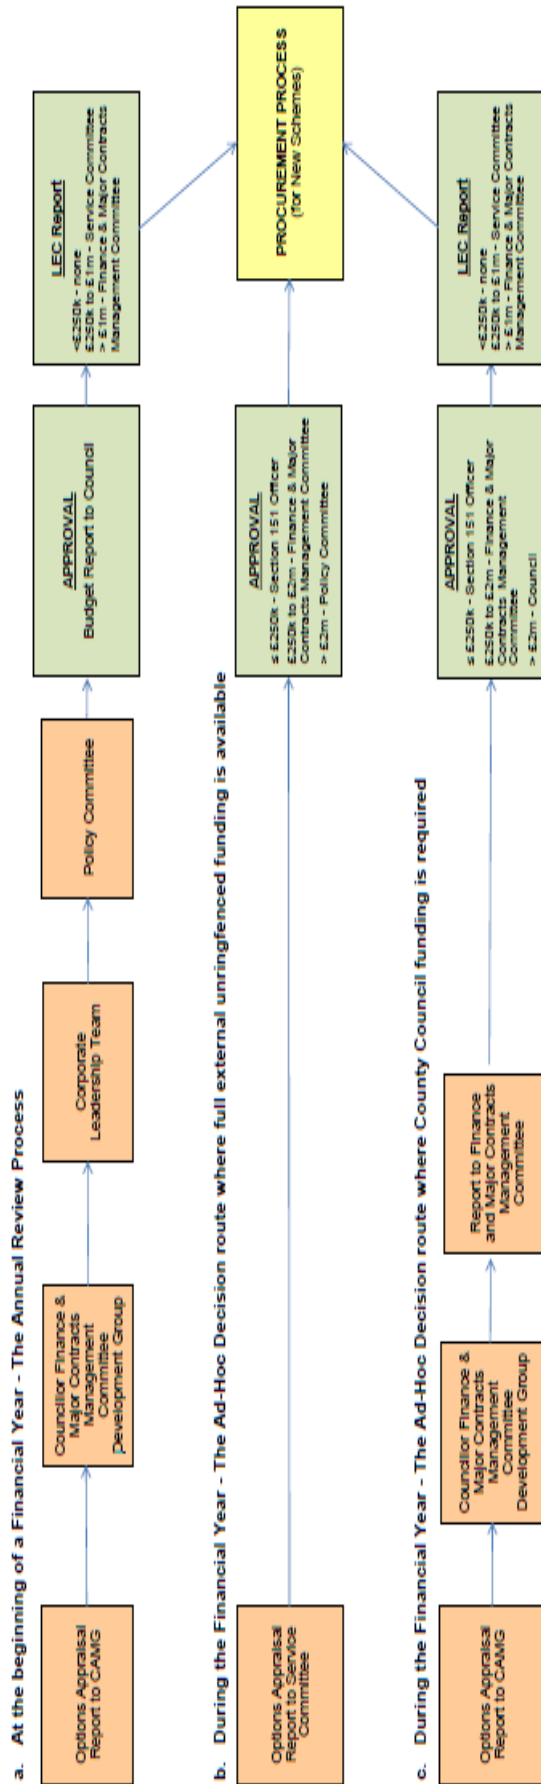 a. At the beginning of a Financial Year - The Annual Review Process
Options Appraisal
Report to CAMG
Councillor Finance &
Major Contracts
Management
Committee
Development Group
Corporate
Leadership Team
Policy Committee
APPROVAL
Budget Report to Council
LEC Report
<£250k - none
£250k to £1m - Service Committee
> £1m - Finance & Major Contracts
Management Committee
b. During the Financial Year - The Ad-Hoc Decision route where full external unringfenced funding is available
Options Appraisal
Report to Service
Committee
APPROVAL
≤ £250k - Section 151 Officer
£250k to £2m - Finance & Major
Contracts Management Committee
> £2m - Policy Committee
PROCUREMENT PROCESS
(for New Schemes)
c. During the Financial Year - The Ad-Hoc Decision route where County Council funding is required
Options Appraisal
Report to CAMG
Councillor Finance &
Major Contracts
Management
Committee
Development Group
Report to Finance
and Major Contracts
Management
Committee
APPROVAL
≤ £250k - Section 151 Officer
£250k to £2m - Finance & Major
Contracts Management
Committee
> £2m - Council
LEC Report
<£250k - none
£250k to £1m - Service Committee
> £1m - Finance & Major Contracts
Management Committee